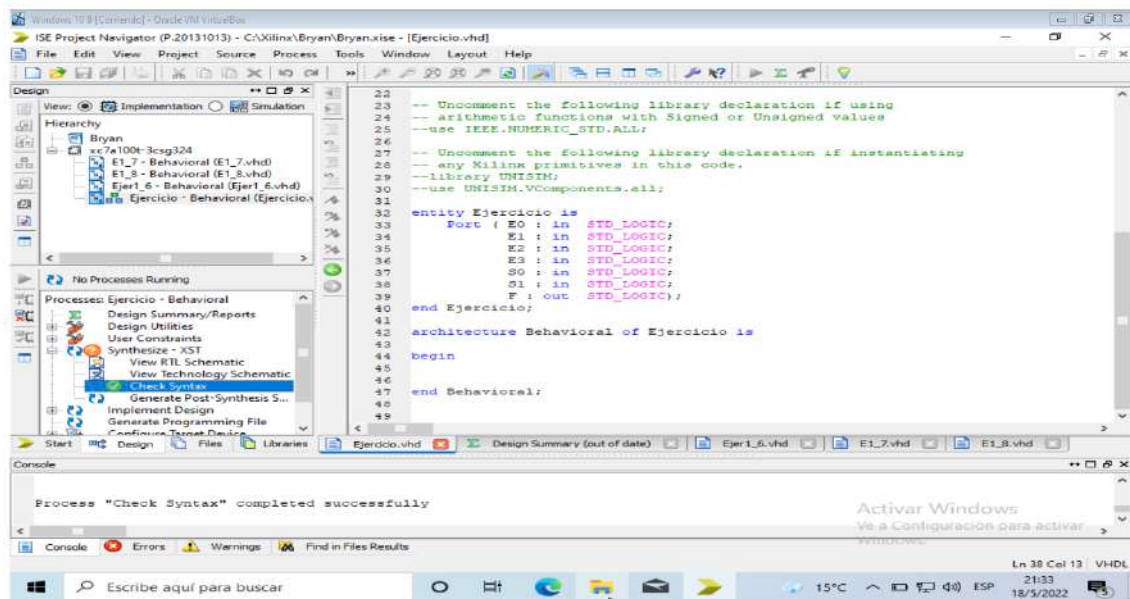 Windows 10 8 [Corriendo] - Oracle VM VirtualBox
ISE Project Navigator (P.20131013) - C:\Xilinx\Bryan\Bryan.xise - [Ejercicio.vhd]
File Edit View Project Source Process Tools Window Layout Help
Design
View: Implementation Simulation
Hierarchy
Bryan
xc7a100t-3csg324
E1_7 - Behavioral (E1_7.vhd)
E1_8 - Behavioral (E1_8.vhd)
Ejer1_6 - Behavioral (Ejer1_6.vhd)
Ejercicio - Behavioral (Ejercicio.v
No Processes Running
Processes: Ejercicio - Behavioral
Design Summary/Reports
Design Utilities
User Constraints
Synthesize - XST
View RTL Schematic
View Technology Schematic
Check Syntax
Generate Post-Synthesis S...
Implement Design
Generate Programming File
Configure Target Device
22
23 -- Uncomment the following library declaration if using
24 -- arithmetic functions with Signed or Unsigned values
25 --use IEEE.NUMERIC_STD.ALL;
26
27 -- Uncomment the following library declaration if instantiating
28 -- any Xilinx primitives in this code.
29 --library UNISIM;
30 --use UNISIM.VComponents.all;
31
32 entity Ejercicio is
33 Port ( E0 : in STD_LOGIC;
34 E1 : in STD_LOGIC;
35 E2 : in STD_LOGIC;
36 E3 : in STD_LOGIC;
37 S0 : in STD_LOGIC;
38 S1 : in STD_LOGIC;
39 F : out STD_LOGIC);
40 end Ejercicio;
41
42 architecture Behavioral of Ejercicio is
43
44 begin
45
46
47 end Behavioral;
48
49
Start Design Files Libraries
Ejercicio.vhd Design Summary (out of date) Ejer1_6.vhd E1_7.vhd E1_8.vhd
Console
Process "Check Syntax" completed successfully
Activar Windows
Ve a Configuración para activar
Windows.
Console Errors Warnings Find in Files Results
Ln 38 Col 13 VHDL
Escribe aquí para buscar
15°C ESP
21:33
18/5/2022